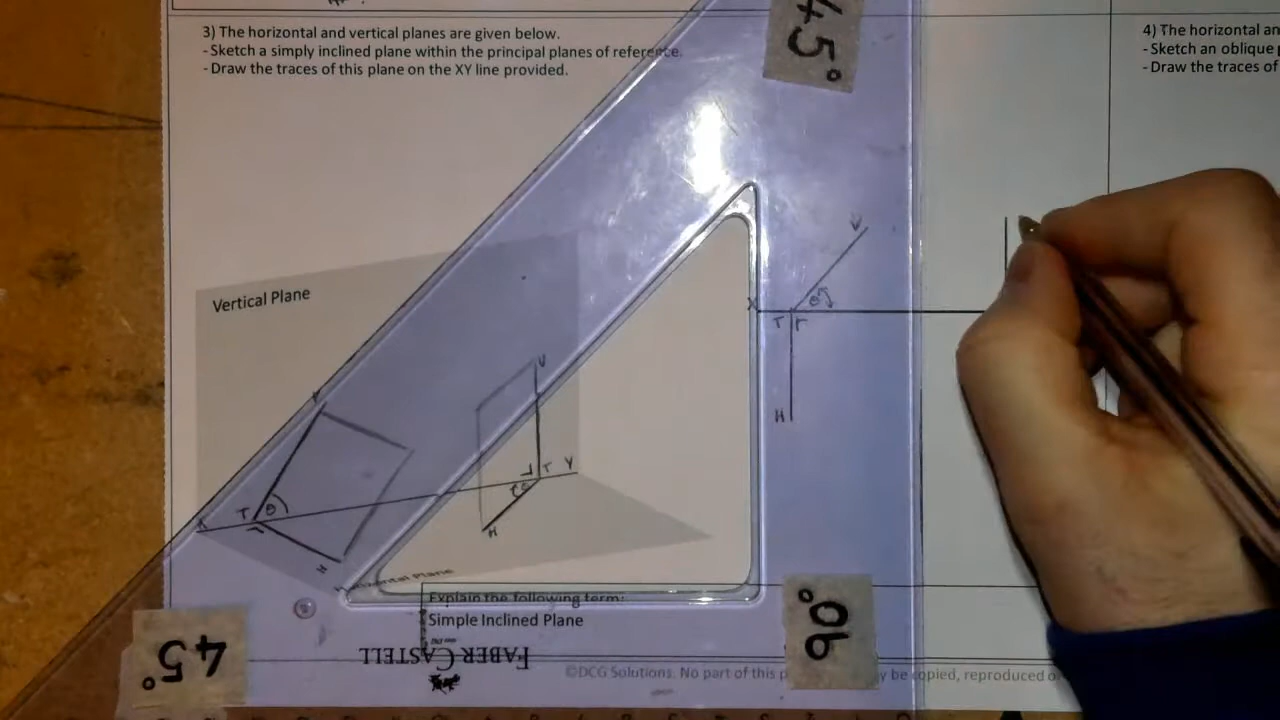 3) The horizontal and vertical planes are given below.
- Sketch a simply inclined plane within the principal planes of reference.
- Draw the traces of this plane on the XY line provided.
4) The horizontal an
- Sketch an oblique
- Draw the traces of
45°
Vertical Plane
V
X
θ
T T
H
V
T Y
H
T θ
H
X
Horizontal Plane
Explain the following term:
Simple Inclined Plane
FABER CASTELL
45°
90°
©DCG Solutions. No part of this p y be copied, reproduced o